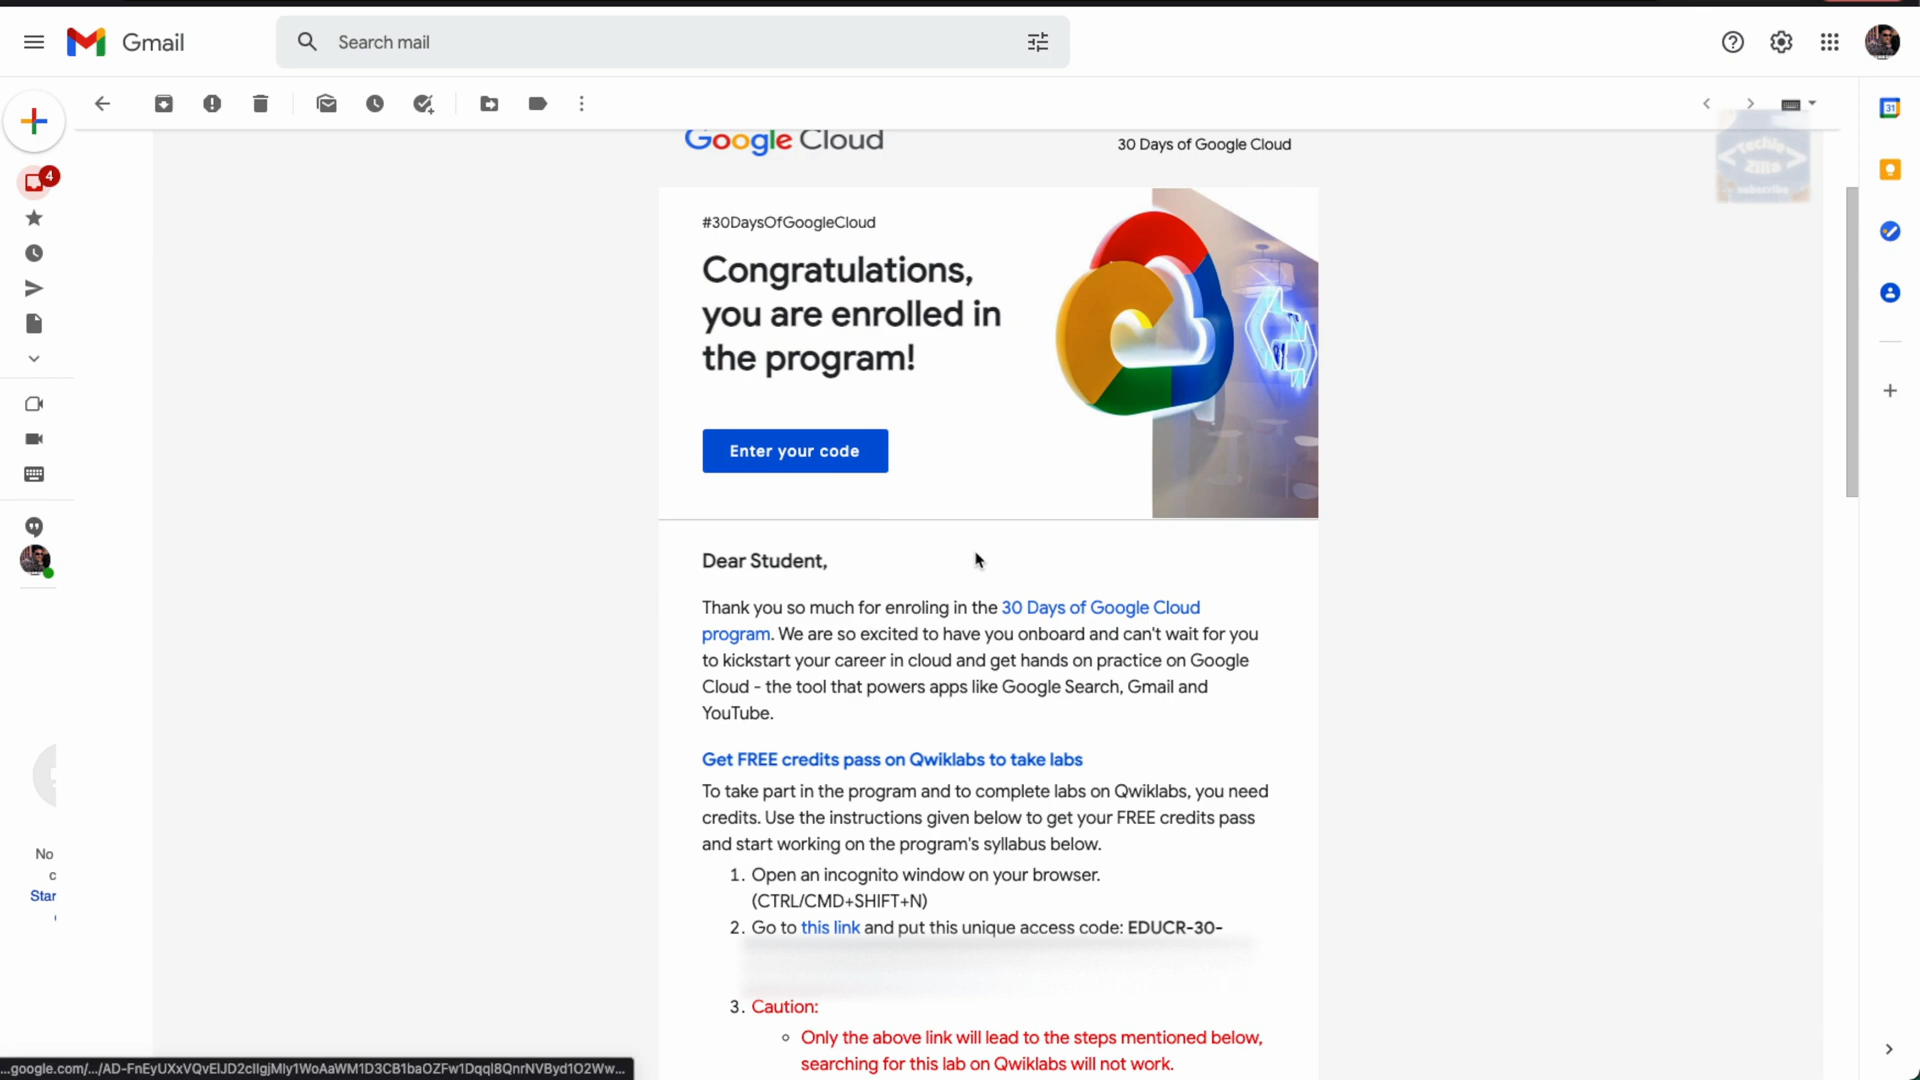 Gmail
Search mail
4
31
Google Cloud
30 Days of Google Cloud
<Techie
Zilla>
subscribe
#30DaysOfGoogleCloud
Congratulations,
you are enrolled in
the program!
Enter your code
Dear Student,
Thank you so much for enroling in the 30 Days of Google Cloud
program. We are so excited to have you onboard and can't wait for you
to kickstart your career in cloud and get hands on practice on Google
Cloud - the tool that powers apps like Google Search, Gmail and
YouTube.
Get FREE credits pass on Qwiklabs to take labs
To take part in the program and to complete labs on Qwiklabs, you need
credits. Use the instructions given below to get your FREE credits pass
and start working on the program's syllabus below.
1. Open an incognito window on your browser.
(CTRL/CMD+SHIFT+N)
2. Go to this link and put this unique access code: EDUCR-30-
3. Caution:
Only the above link will lead to the steps mentioned below,
searching for this lab on Qwiklabs will not work.
No
c
Star